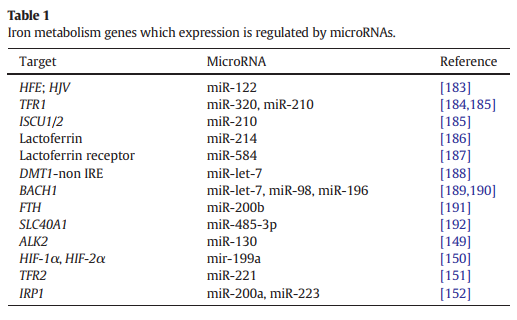 Table 1
Iron metabolism genes which expression is regulated by microRNAs.
Target MicroRNA Reference
HFE; HJV miR-122 [183]
TFR1 miR-320, miR-210 [184,185]
ISCU1/2 miR-210 [185]
Lactoferrin miR-214 [186]
Lactoferrin receptor miR-584 [187]
DMT1-non IRE miR-let-7 [188]
BACH1 miR-let-7, miR-98, miR-196 [189,190]
FTH miR-200b [191]
SLC40A1 miR-485-3p [192]
ALK2 miR-130 [149]
HIF-1α, HIF-2α mir-199a [150]
TFR2 miR-221 [151]
IRP1 miR-200a, miR-223 [152]